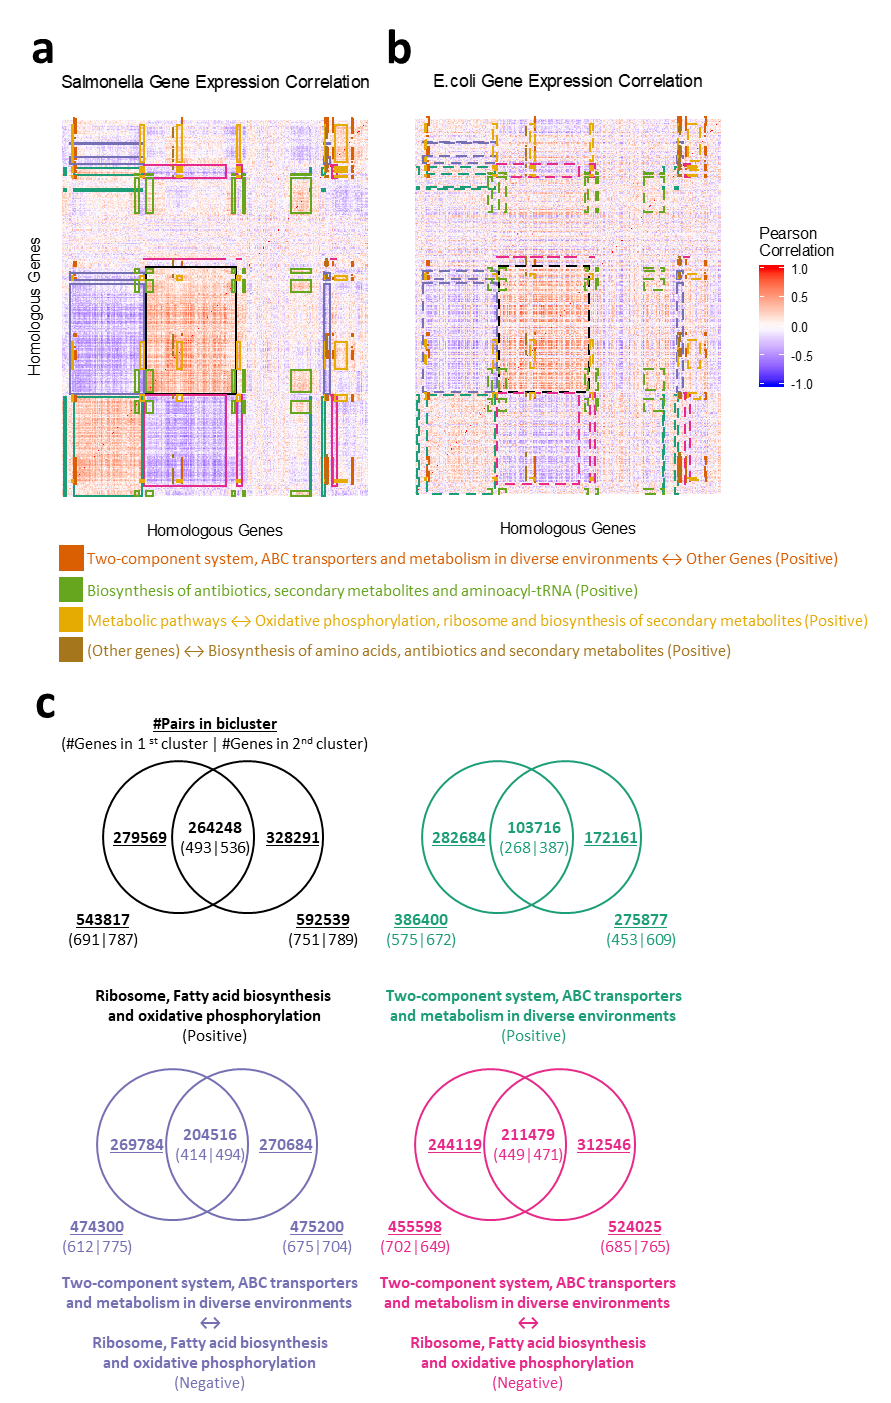 a
b
Salmonella Gene Expression Correlation
E.coli Gene Expression Correlation
Homologous Genes
Pearson
Correlation
1.0
0.5
0.0
-0.5
-1.0
Homologous Genes
Homologous Genes
Two-component system, ABC transporters and metabolism in diverse environments ↔ Other Genes (Positive)
Biosynthesis of antibiotics, secondary metabolites and aminoacyl-tRNA (Positive)
Metabolic pathways ↔ Oxidative phosphorylation, ribosome and biosynthesis of secondary metabolites (Positive)
(Other genes) ↔ Biosynthesis of amino acids, antibiotics and secondary metabolites (Positive)
c
#Pairs in bicluster
(#Genes in 1 st cluster | #Genes in 2nd cluster)
279569
264248
(493|536)
328291
543817
(691|787)
592539
(751|789)
Ribosome, Fatty acid biosynthesis
and oxidative phosphorylation
(Positive)
282684
103716
(268|387)
172161
386400
(575|672)
275877
(453|609)
Two-component system, ABC transporters
and metabolism in diverse environments
(Positive)
269784
204516
(414|494)
270684
474300
(612|775)
475200
(675|704)
Two-component system, ABC transporters
and metabolism in diverse environments
↔
Ribosome, Fatty acid biosynthesis
and oxidative phosphorylation
(Negative)
244119
211479
(449|471)
312546
455598
(702|649)
524025
(685|765)
Two-component system, ABC transporters
and metabolism in diverse environments
↔
Ribosome, Fatty acid biosynthesis
and oxidative phosphorylation
(Negative)